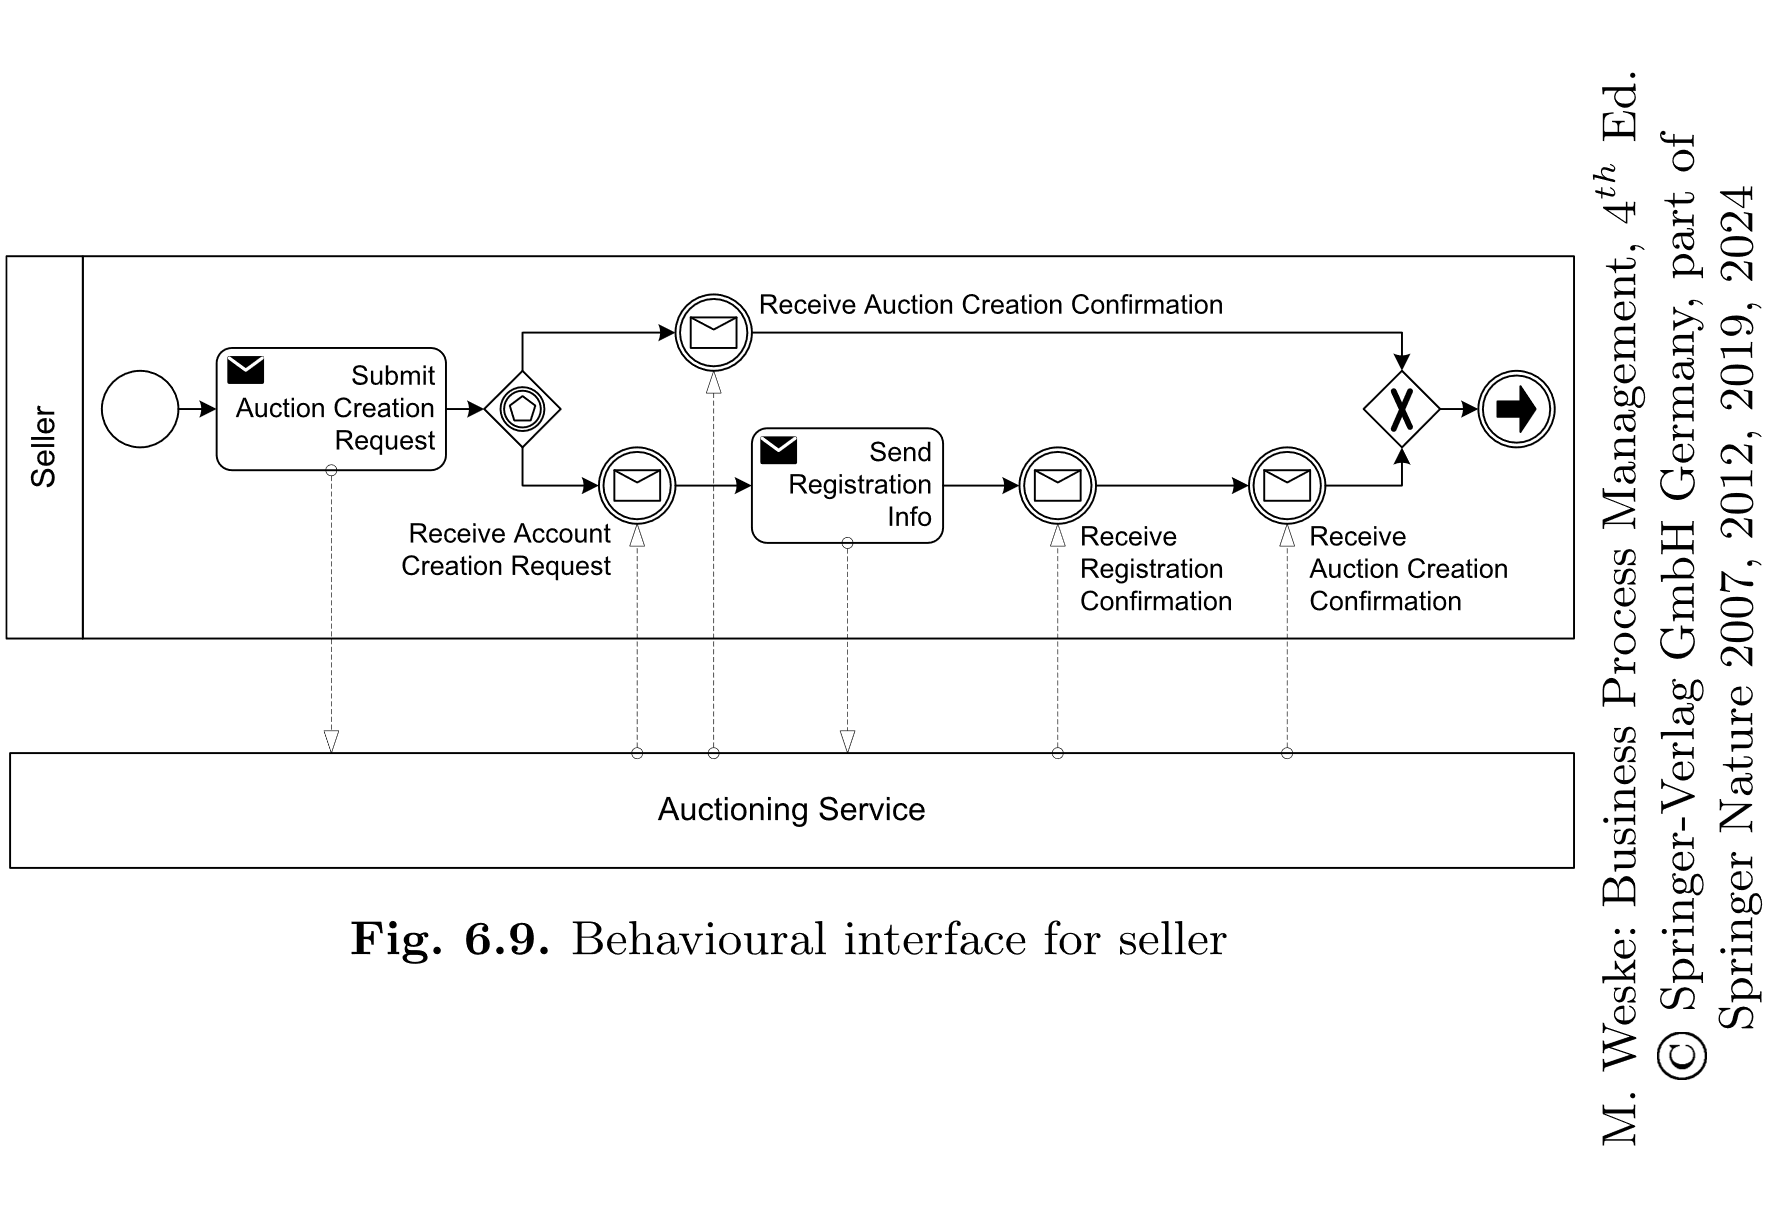 Seller
Submit
Auction Creation
Request
Receive Auction Creation Confirmation
Receive Account
Creation Request
Send
Registration
Info
Receive
Registration
Confirmation
Receive
Auction Creation
Confirmation
Auctioning Service
Fig. 6.9. Behavioural interface for seller
M. Weske: Business Process Management, 4th Ed.
© Springer-Verlag GmbH Germany, part of
Springer Nature 2007, 2012, 2019, 2024